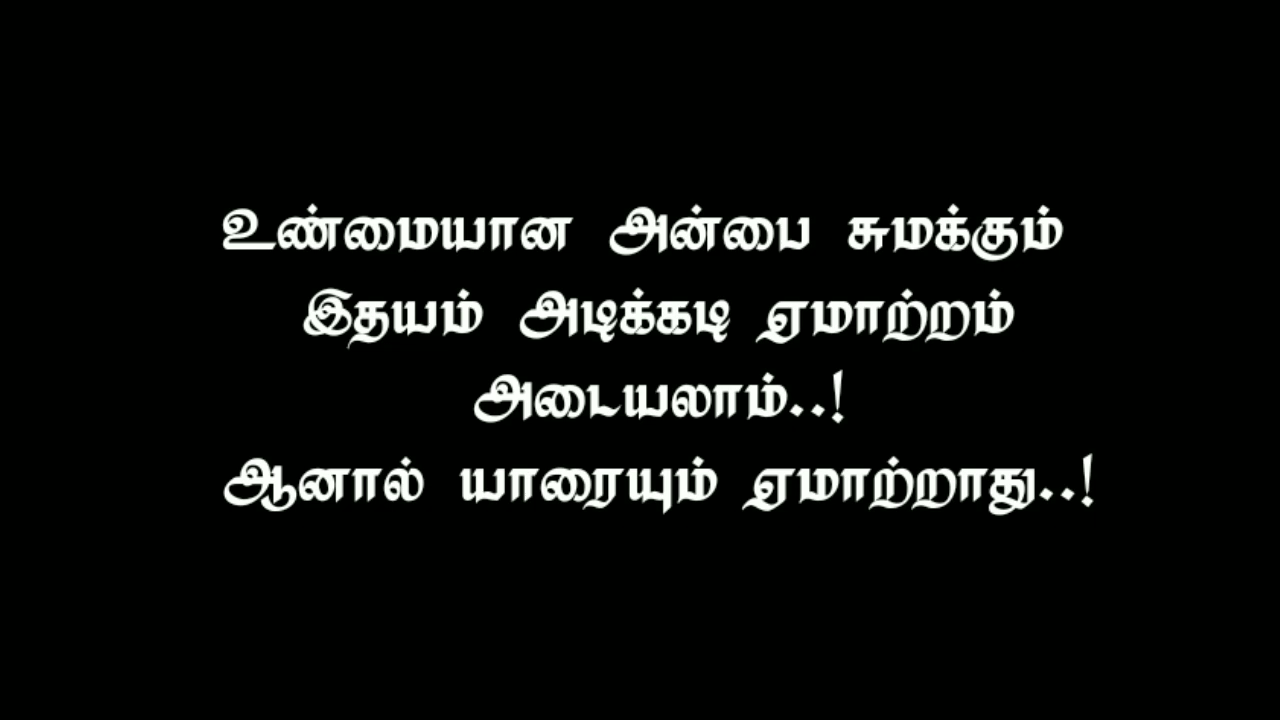 உண்மையான அன்பை சுமக்கும்
இதயம் அடிக்கடி ஏமாற்றம்
அடையலாம்..!
ஆனால் யாரையும் ஏமாற்றாது..!